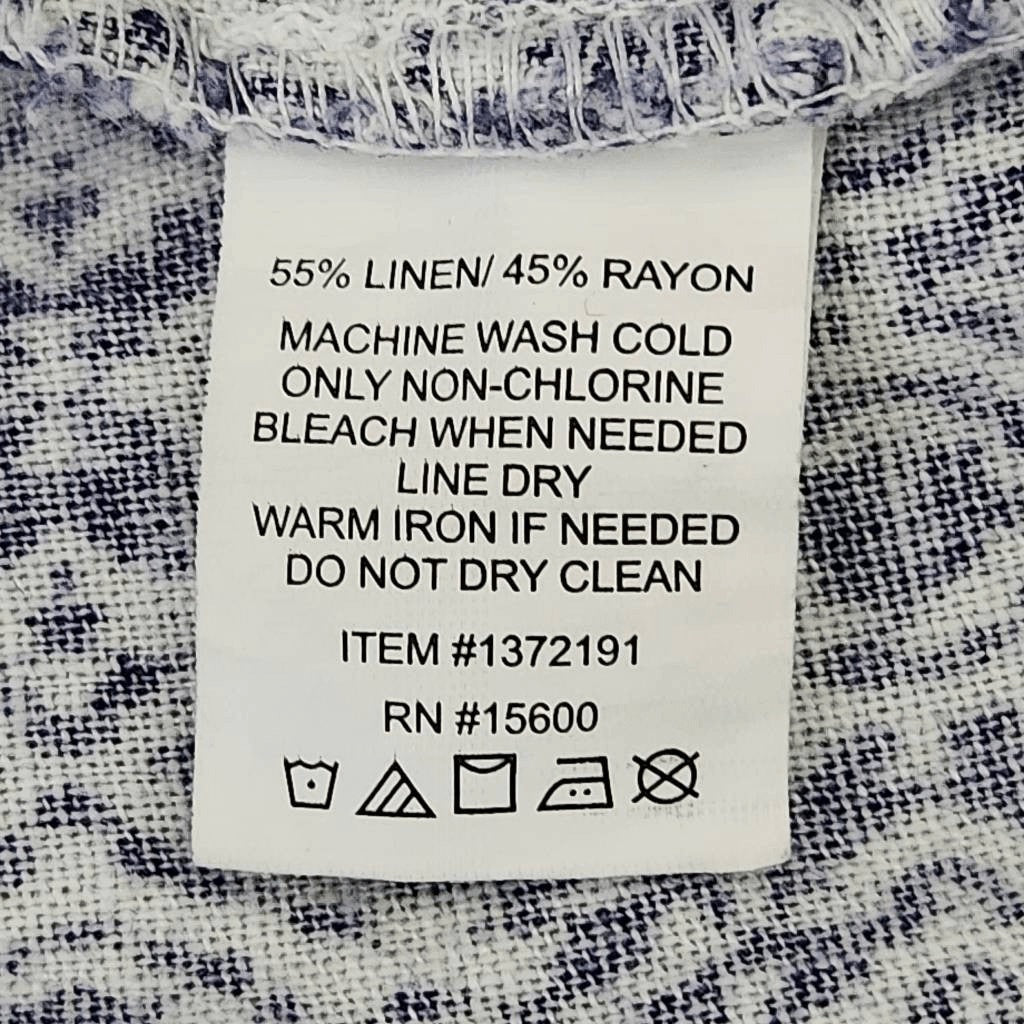 55% LINEN/ 45% RAYON
MACHINE WASH COLD
ONLY NON-CHLORINE
BLEACH WHEN NEEDED
LINE DRY
WARM IRON IF NEEDED
DO NOT DRY CLEAN
ITEM #1372191
RN #15600